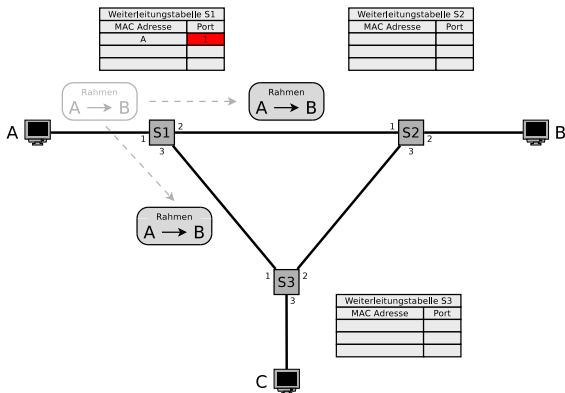 Weiterleitungstabelle S1
MAC Adresse Port
A 1
Weiterleitungstabelle S2
MAC Adresse Port
Rahmen
A → B
Rahmen
A → B
A
1
S1
2
3
1
S2
2
3
B
Rahmen
A → B
1
S3
2
3
Weiterleitungstabelle S3
MAC Adresse Port
C